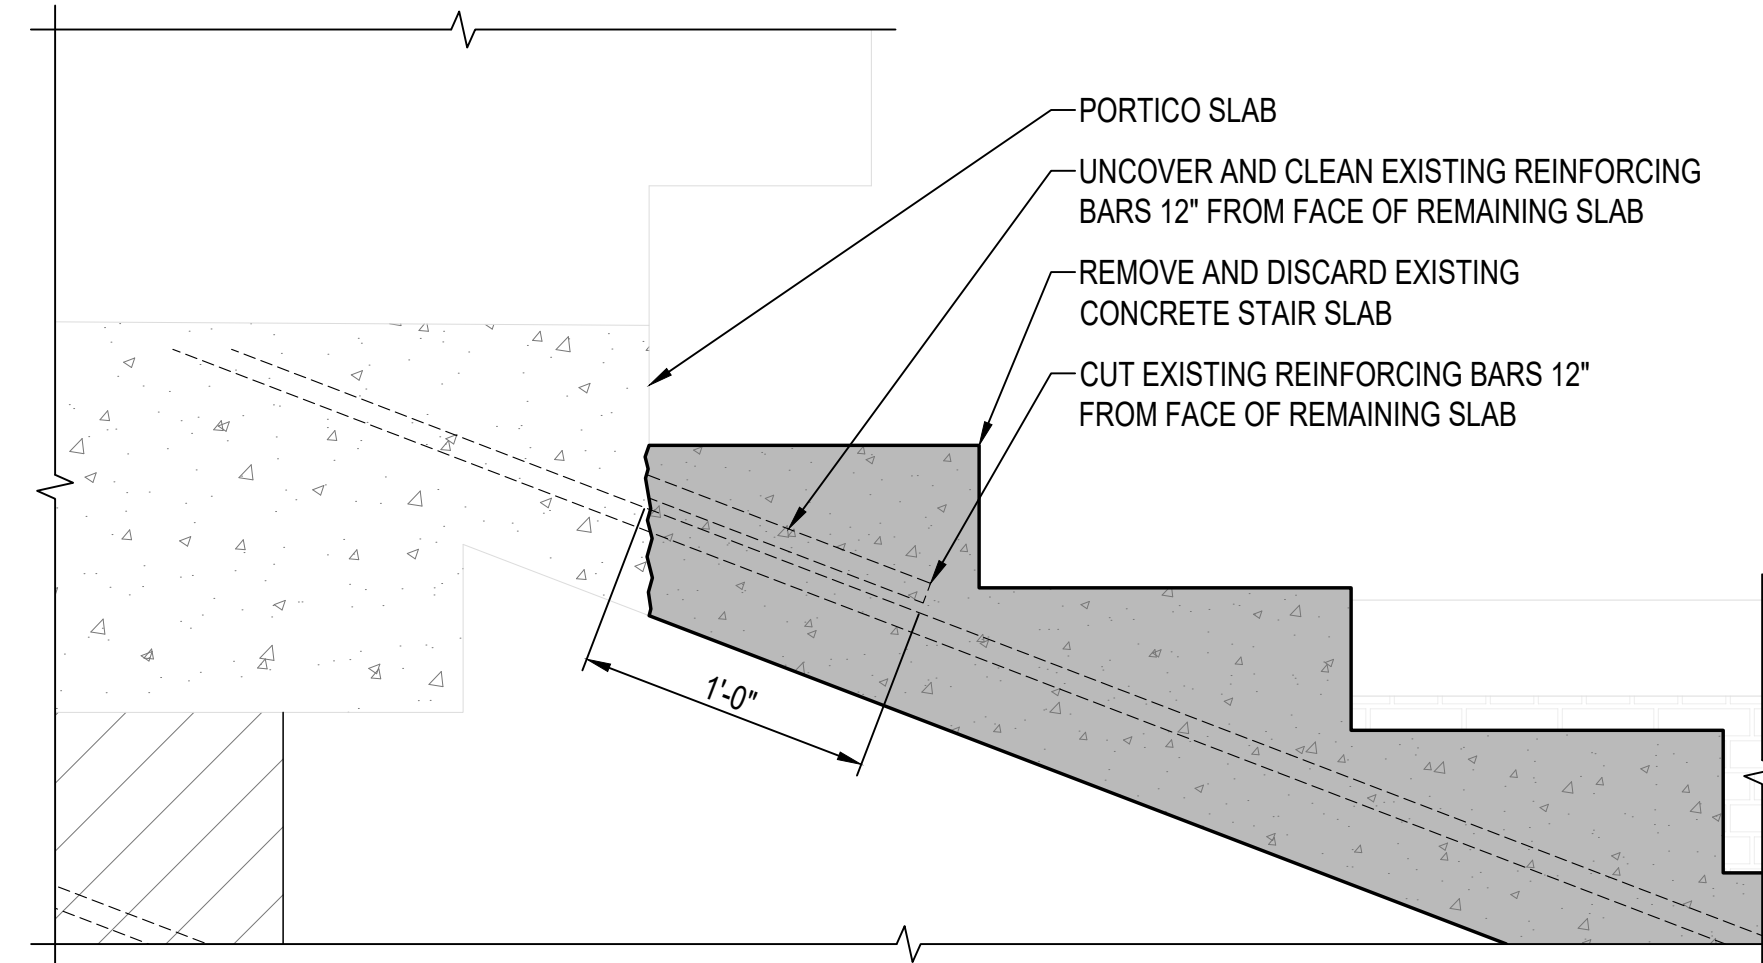 PORTICO SLAB
UNCOVER AND CLEAN EXISTING REINFORCING
BARS 12" FROM FACE OF REMAINING SLAB
REMOVE AND DISCARD EXISTING
CONCRETE STAIR SLAB
CUT EXISTING REINFORCING BARS 12"
FROM FACE OF REMAINING SLAB
1'-0"